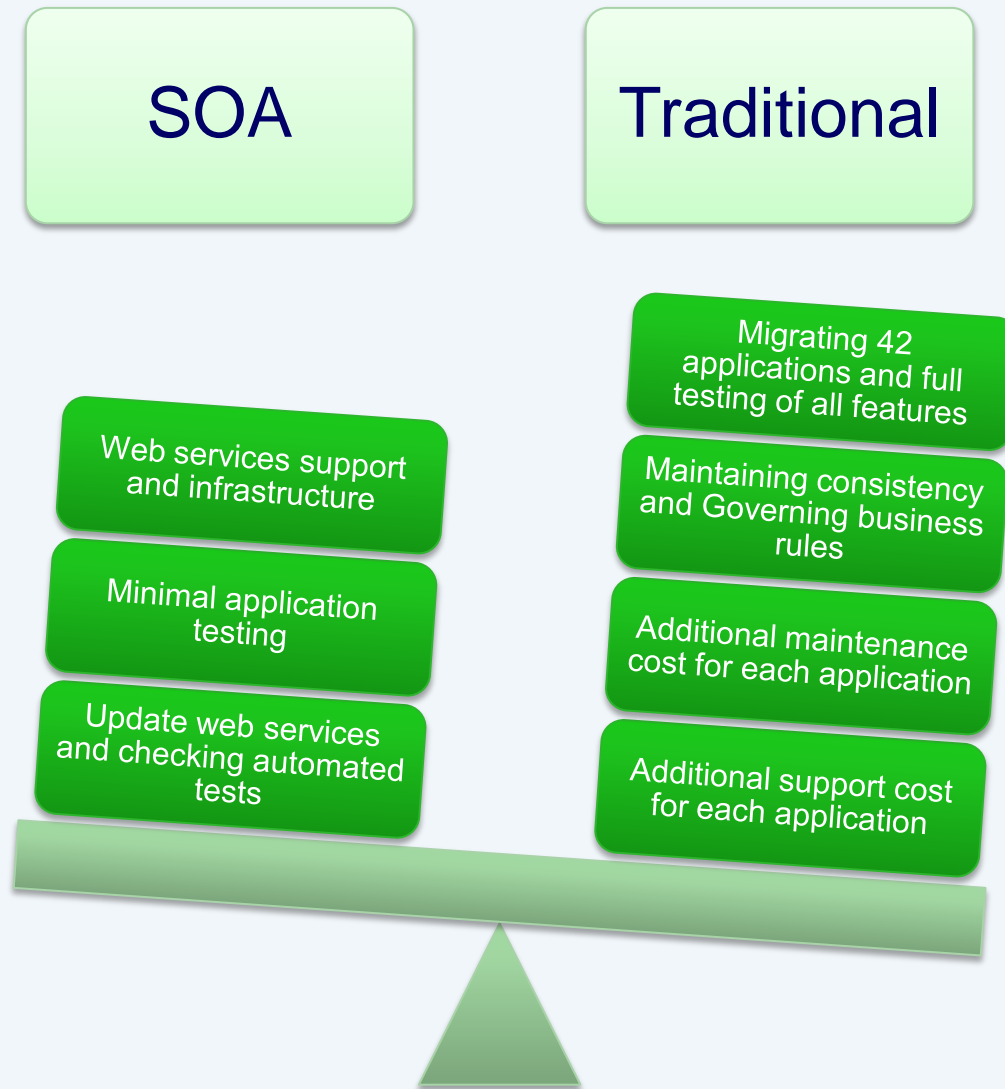 SOA
Traditional
Web services support
and infrastructure
Minimal application
testing
Update web services
and checking automated
tests
Migrating 42
applications and full
testing of all features
Maintaining consistency
and Governing business
rules
Additional maintenance
cost for each application
Additional support cost
for each application